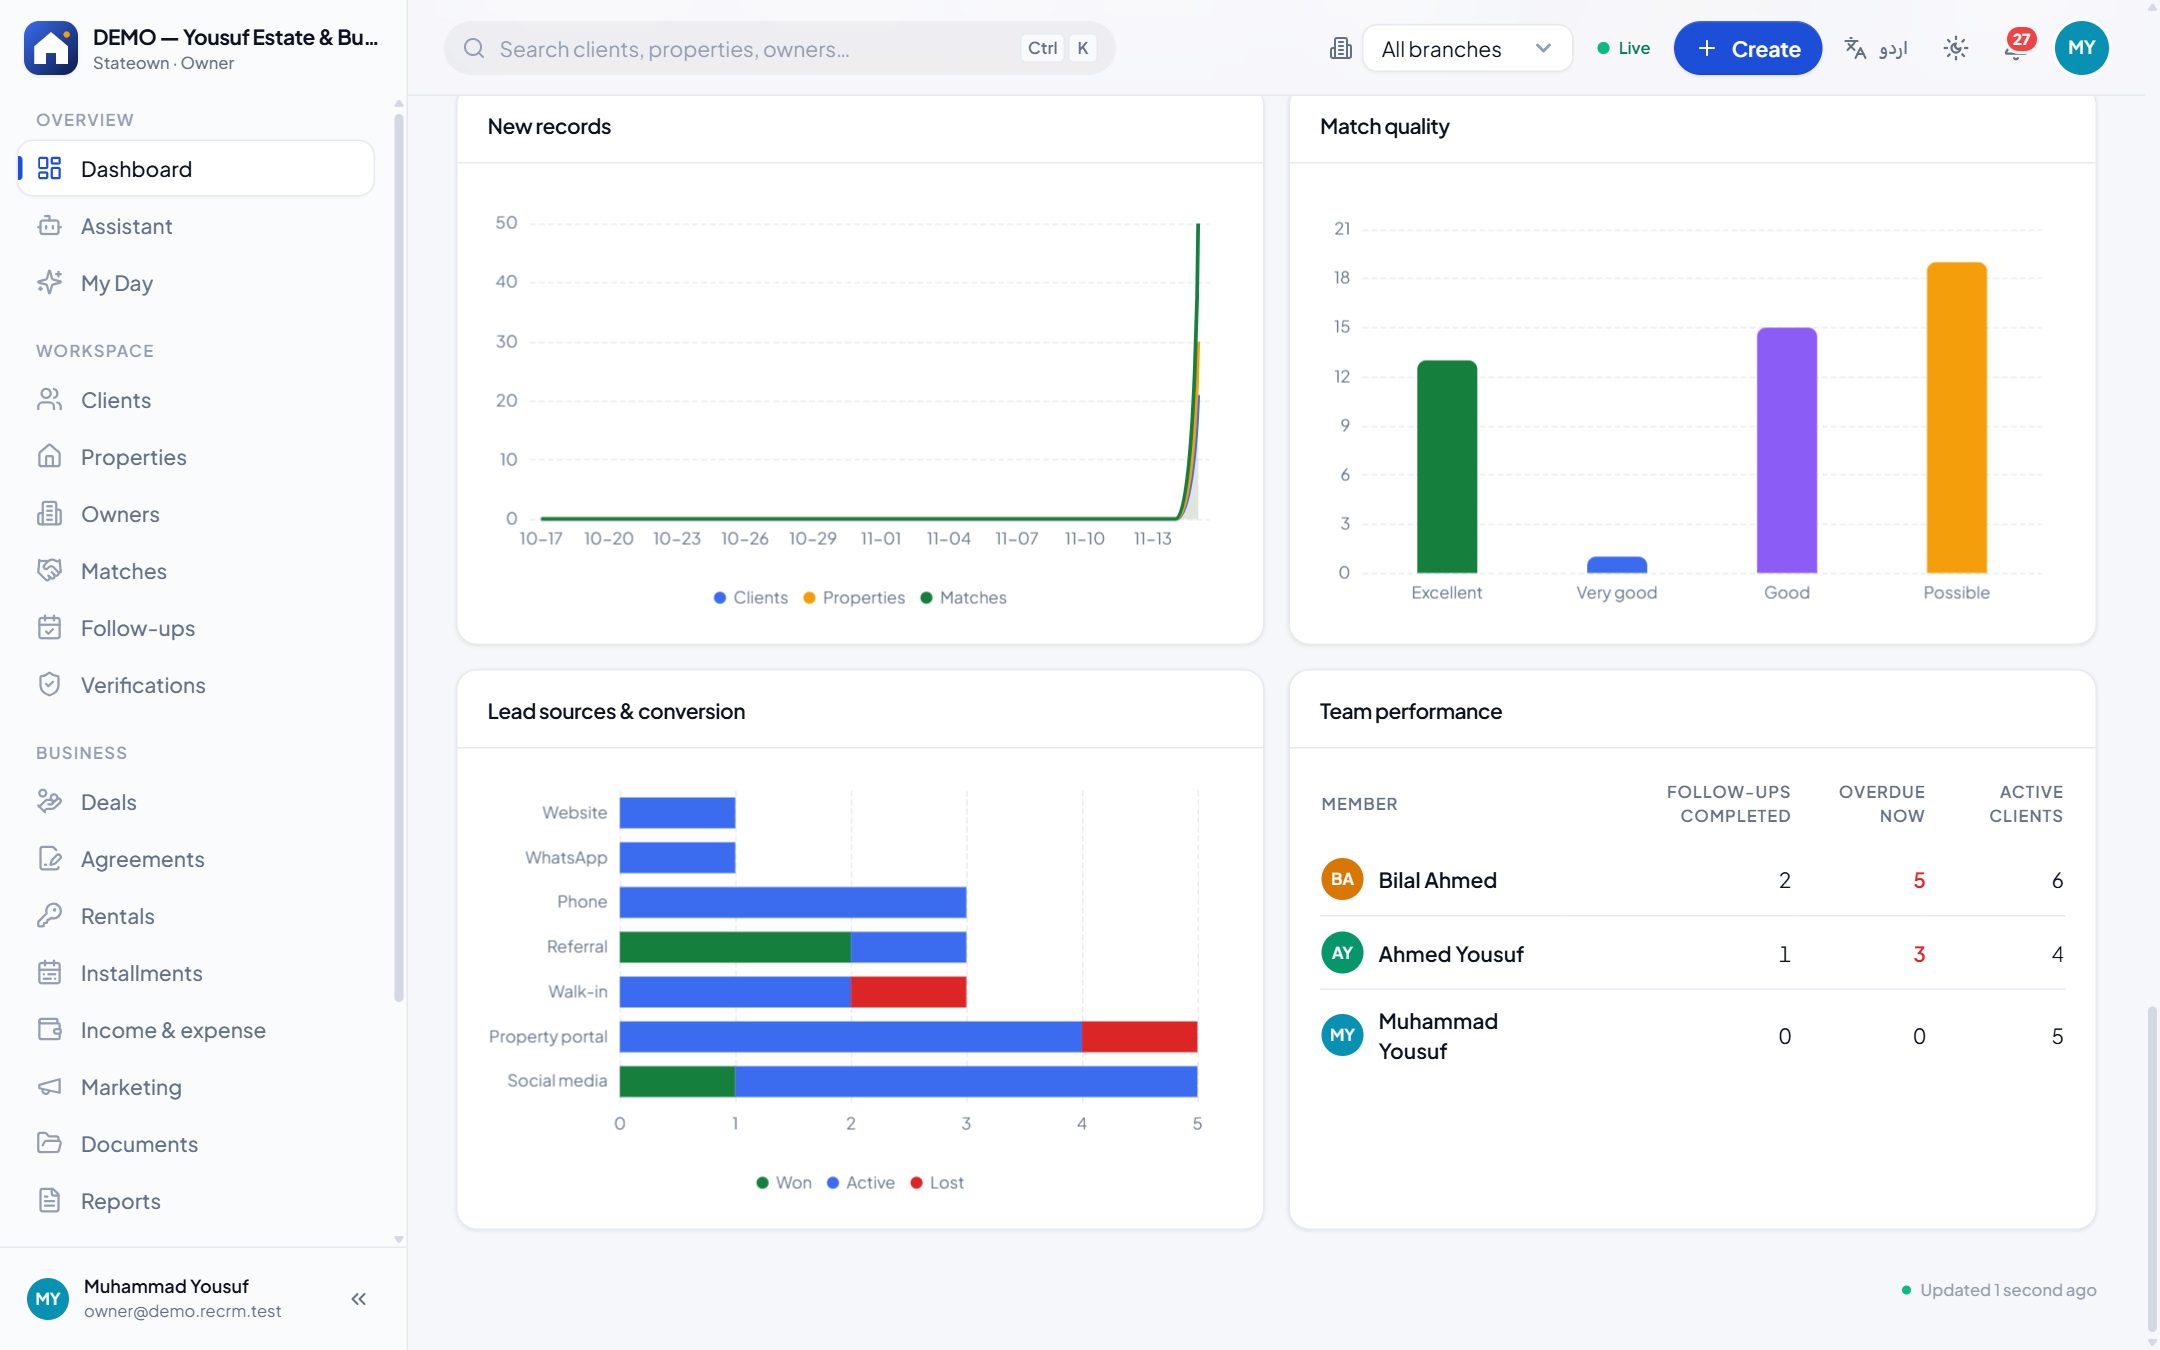 DEMO — Yousuf Estate & Bu...
Stateown · Owner
OVERVIEW
Dashboard
Assistant
My Day
WORKSPACE
Clients
Properties
Owners
Matches
Follow-ups
Verifications
BUSINESS
Deals
Agreements
Rentals
Installments
Income & expense
Marketing
Documents
Reports
MY
Muhammad Yousuf
owner@demo.recrm.test
Search clients, properties, owners...
Ctrl K
All branches
Live
+ Create
اردو
27
MY
New records
50
40
30
20
10
0
10-17 10-20 10-23 10-26 10-29 11-01 11-04 11-07 11-10 11-13
Clients Properties Matches
Match quality
21
18
15
12
9
6
3
0
Excellent Very good Good Possible
Lead sources & conversion
Website
WhatsApp
Phone
Referral
Walk-in
Property portal
Social media
0 1 2 3 4 5
Won Active Lost
Team performance
MEMBER FOLLOW-UPS COMPLETED OVERDUE NOW ACTIVE CLIENTS
BA Bilal Ahmed 2 5 6
AY Ahmed Yousuf 1 3 4
MY Muhammad Yousuf 0 0 5
Updated 1 second ago